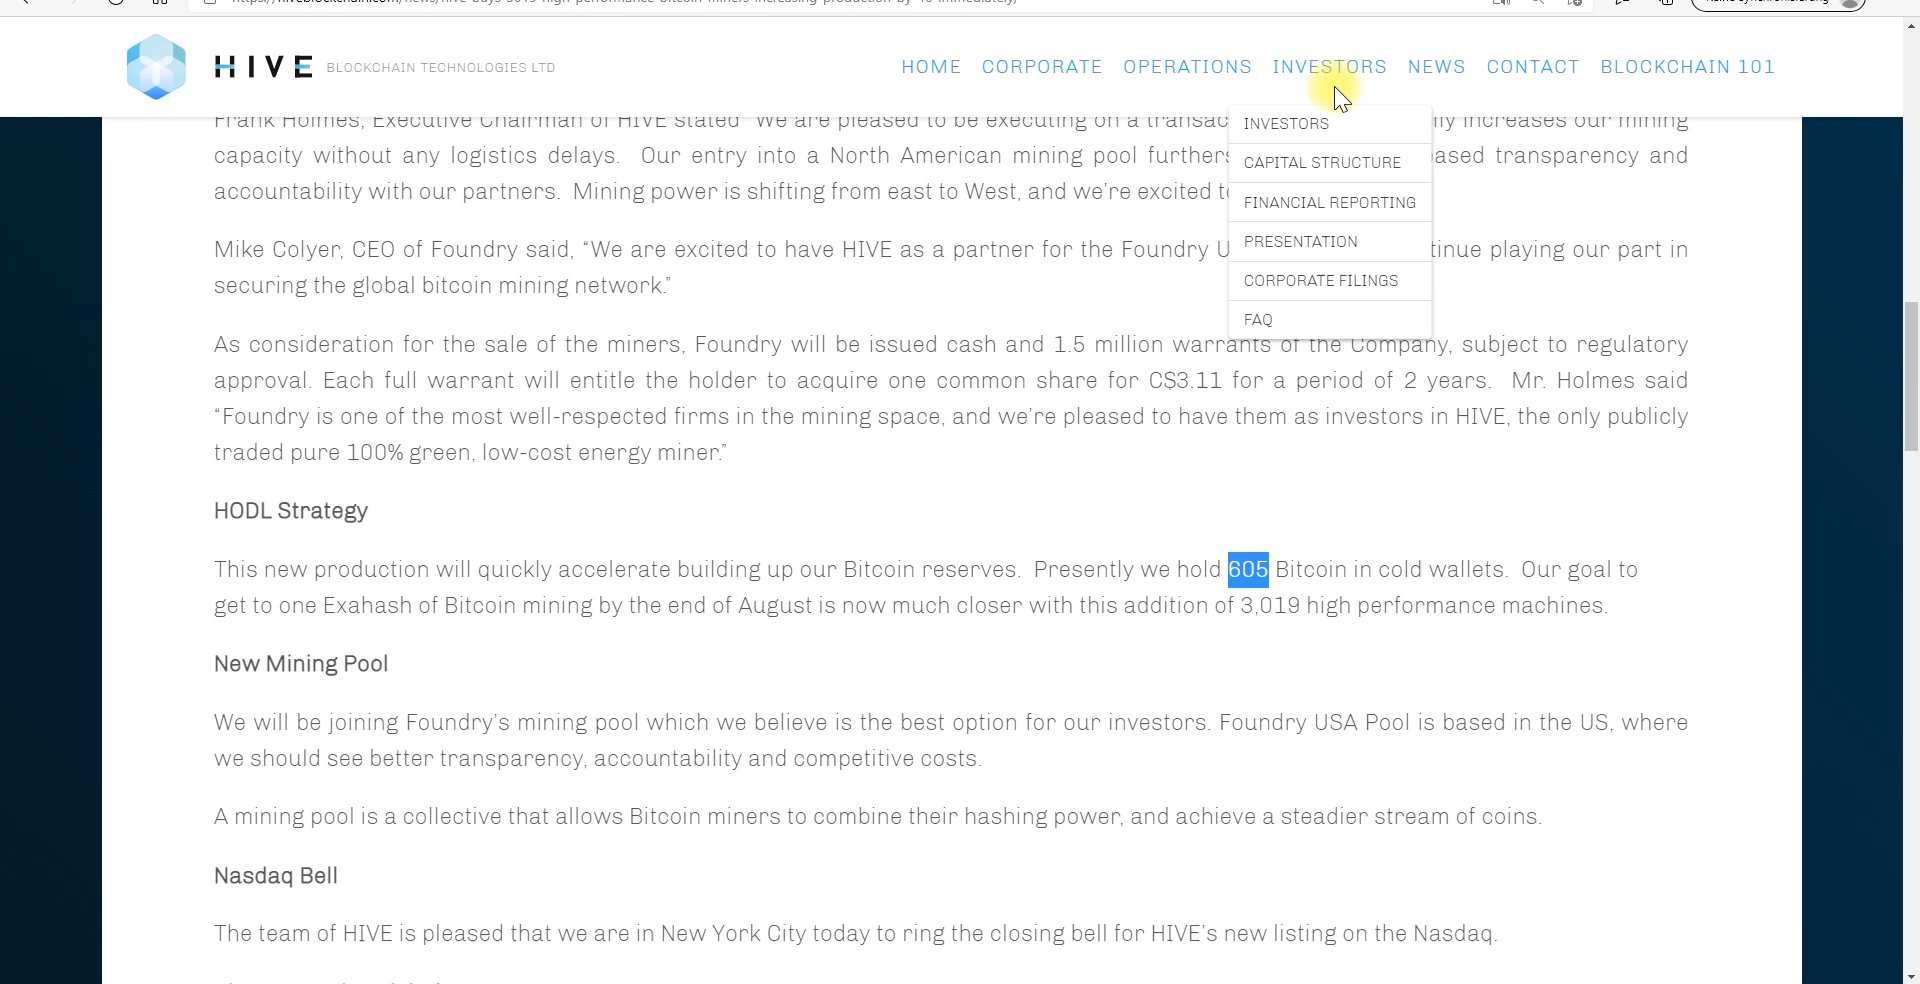 HIVE BLOCKCHAIN TECHNOLOGIES LTD
HOME CORPORATE OPERATIONS INVESTORS NEWS CONTACT BLOCKCHAIN 101
INVESTORS
CAPITAL STRUCTURE
FINANCIAL REPORTING
PRESENTATION
CORPORATE FILINGS
FAQ
Frank Holmes, Executive Chairman of HIVE stated “We are pleased to be executing on a increases our mining
capacity without any logistics delays. Our entry into a North American mining pool transparency and
accountability with our partners. Mining power is shifting from east to West, and we’re excited
Mike Colyer, CEO of Foundry said, “We are excited to have HIVE as a partner for the Foundry playing our part in
securing the global bitcoin mining network.”
As consideration for the sale of the miners, Foundry will be issued cash and 1.5 million warrants of the Company, subject to regulatory
approval. Each full warrant will entitle the holder to acquire one common share for C$3.11 for a period of 2 years. Mr. Holmes said
“Foundry is one of the most well-respected firms in the mining space, and we’re pleased to have them as investors in HIVE, the only publicly
traded pure 100% green, low-cost energy miner.”
HODL Strategy
This new production will quickly accelerate building up our Bitcoin reserves. Presently we hold 605 Bitcoin in cold wallets. Our goal to
get to one Exahash of Bitcoin mining by the end of August is now much closer with this addition of 3,019 high performance machines.
New Mining Pool
We will be joining Foundry’s mining pool which we believe is the best option for our investors. Foundry USA Pool is based in the US, where
we should see better transparency, accountability and competitive costs.
A mining pool is a collective that allows Bitcoin miners to combine their hashing power, and achieve a steadier stream of coins.
Nasdaq Bell
The team of HIVE is pleased that we are in New York City today to ring the closing bell for HIVE’s new listing on the Nasdaq.